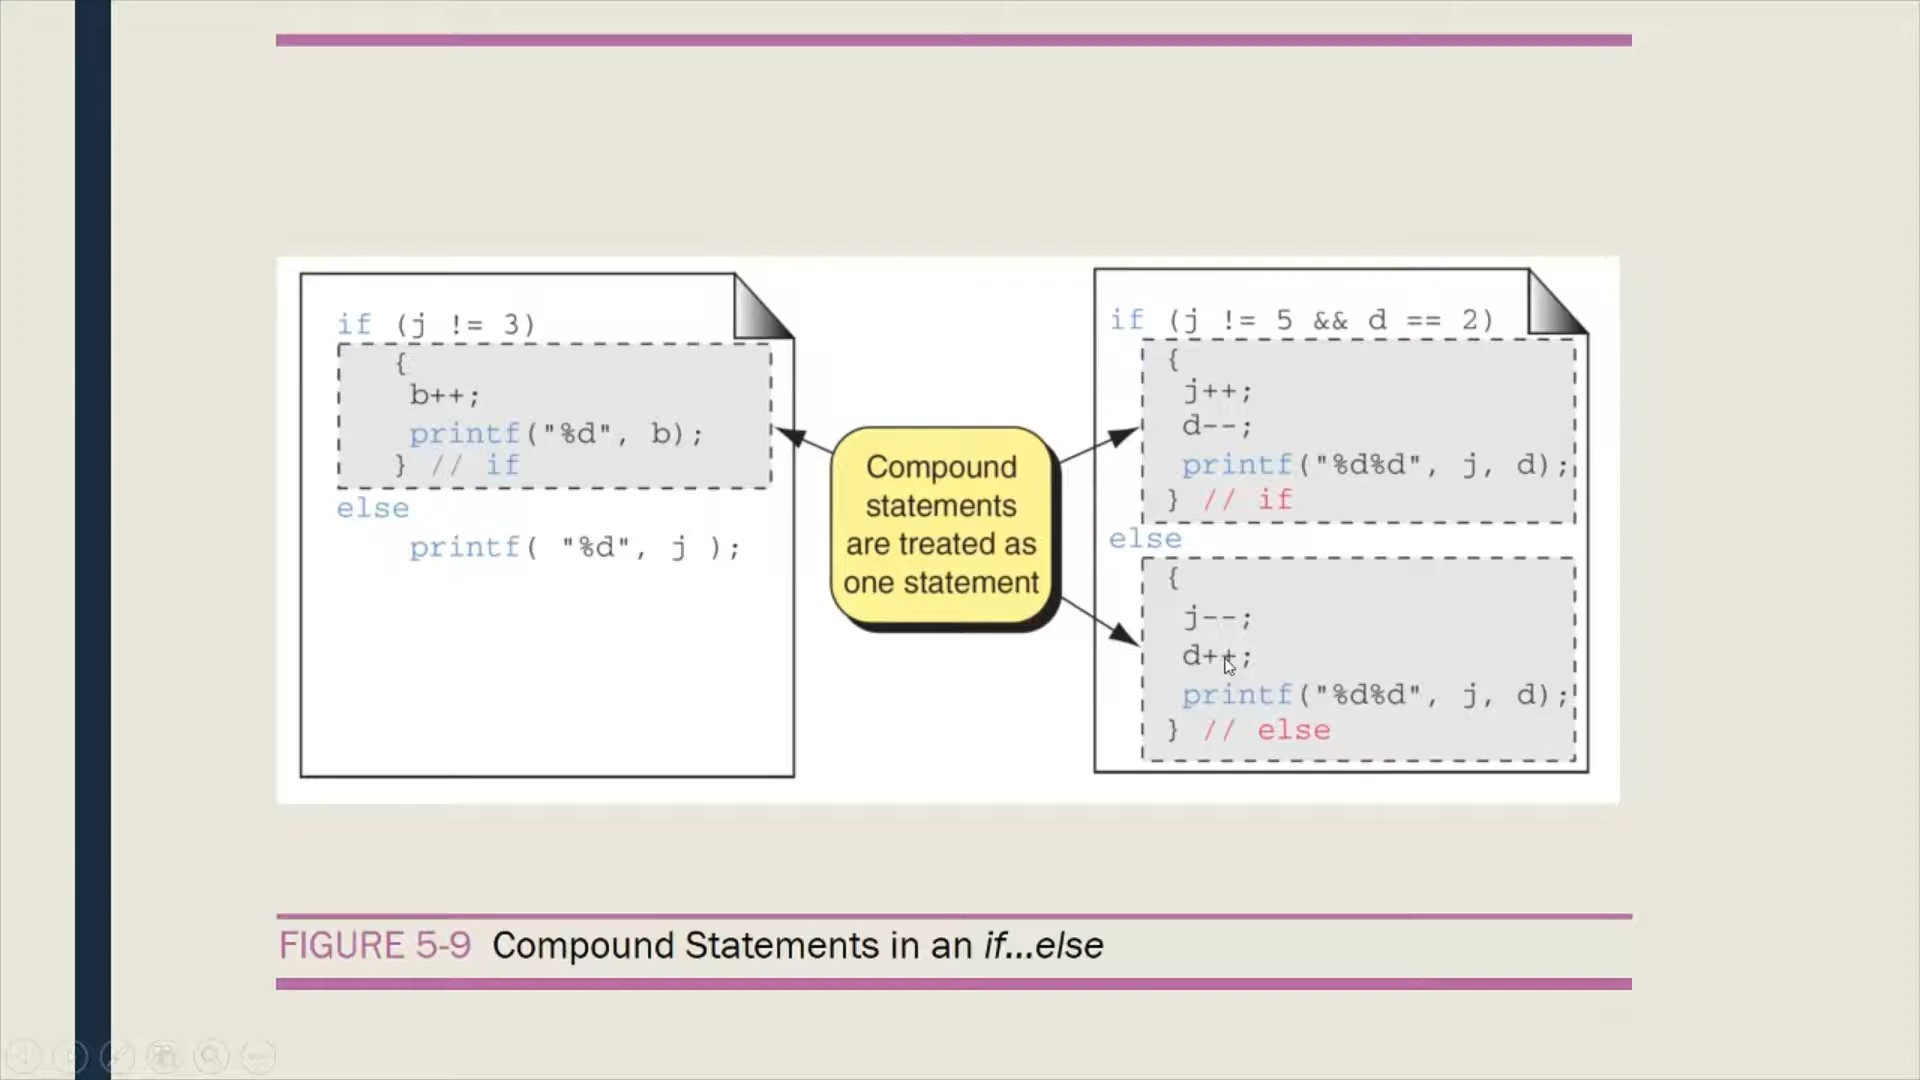 if (j != 3)
{
b++;
printf("%d", b);
} // if
else
printf( "%d", j );
Compound
statements
are treated as
one statement
if (j != 5 && d == 2)
{
j++;
d--;
printf("%d%d", j, d);
} // if
else
{
j--;
d++;
printf("%d%d", j, d);
} // else
FIGURE 5-9 Compound Statements in an if...else